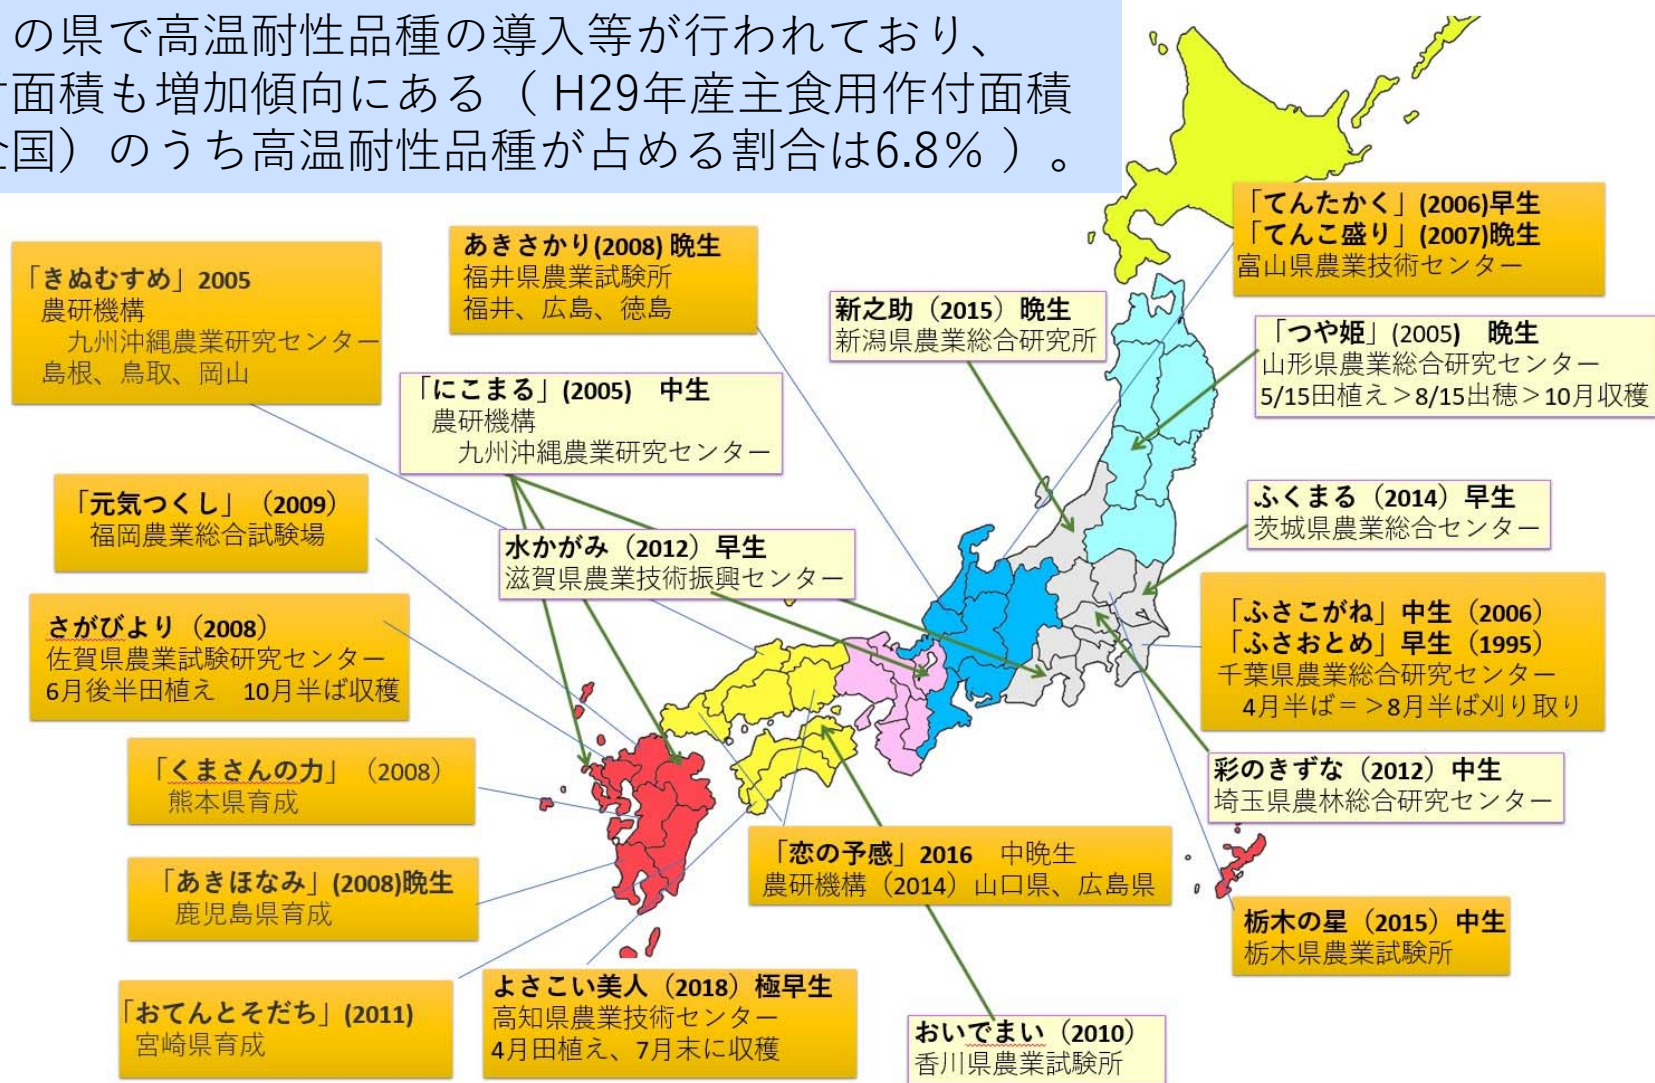 の県で高温耐性品種の導入等が行われており、
面積も増加傾向にある（ H29年産主食用作付面積
国）のうち高温耐性品種が占める割合は6.8％ ）。
「てんたかく」(2006)早生
「てんこ盛り」(2007)晩生
富山県農業技術センター
あきさかり(2008) 晩生
福井県農業試験所
福井、広島、徳島
「きぬむすめ」2005
農研機構
九州沖縄農業研究センター
島根、鳥取、岡山
新之助（2015）晩生
新潟県農業総合研究所
「つや姫」(2005)　晩生
山形県農業総合研究センター
5/15田植え＞8/15出穂＞10月収穫
「にこまる」(2005)　中生
農研機構
九州沖縄農業研究センター
「元気つくし」（2009）
福岡農業総合試験場
ふくまる（2014）早生
茨城県農業総合センター
水かがみ（2012）早生
滋賀県農業技術振興センター
さがびより（2008）
佐賀県農業試験研究センター
6月後半田植え　10月半ば収穫
「ふさこがね」中生（2006）
「ふさおとめ」早生（1995）
千葉県農業総合研究センター
4月半ば＝＞8月半ば刈り取り
「くまさんの力」（2008）
熊本県育成
彩のきずな（2012）中生
埼玉県農林総合研究センター
「恋の予感」2016　中晩生
農研機構（2014）山口県、広島県
「あきほなみ」(2008)晩生
鹿児島県育成
栃木の星（2015）中生
栃木県農業試験所
「おてんとそだち」(2011)
宮崎県育成
よさこい美人（2018）極早生
高知県農業技術センター
4月田植え、7月末に収穫
おいでまい（2010）
香川県農業試験所